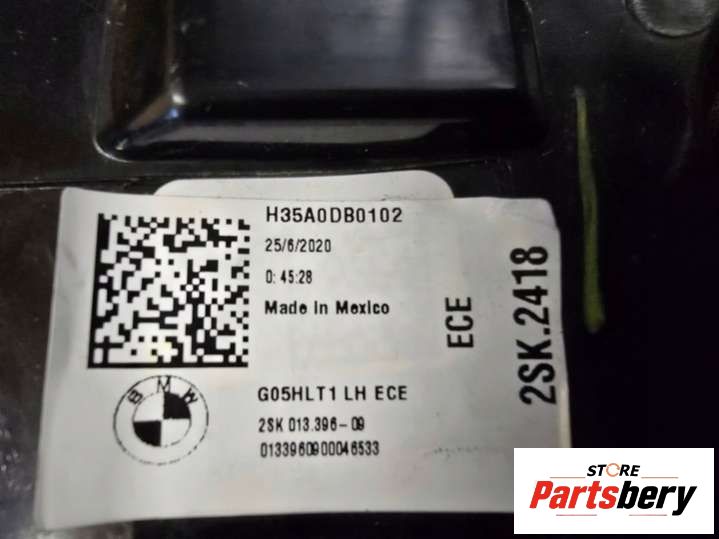 H35A0DB0102
25/6/2020
0: 45:28
Made in Mexico
ECE
2SK.2418
BMW
G05HLT1 LH ECE
2SK 013.396-09
0133960900046533
STORE
Partsbery